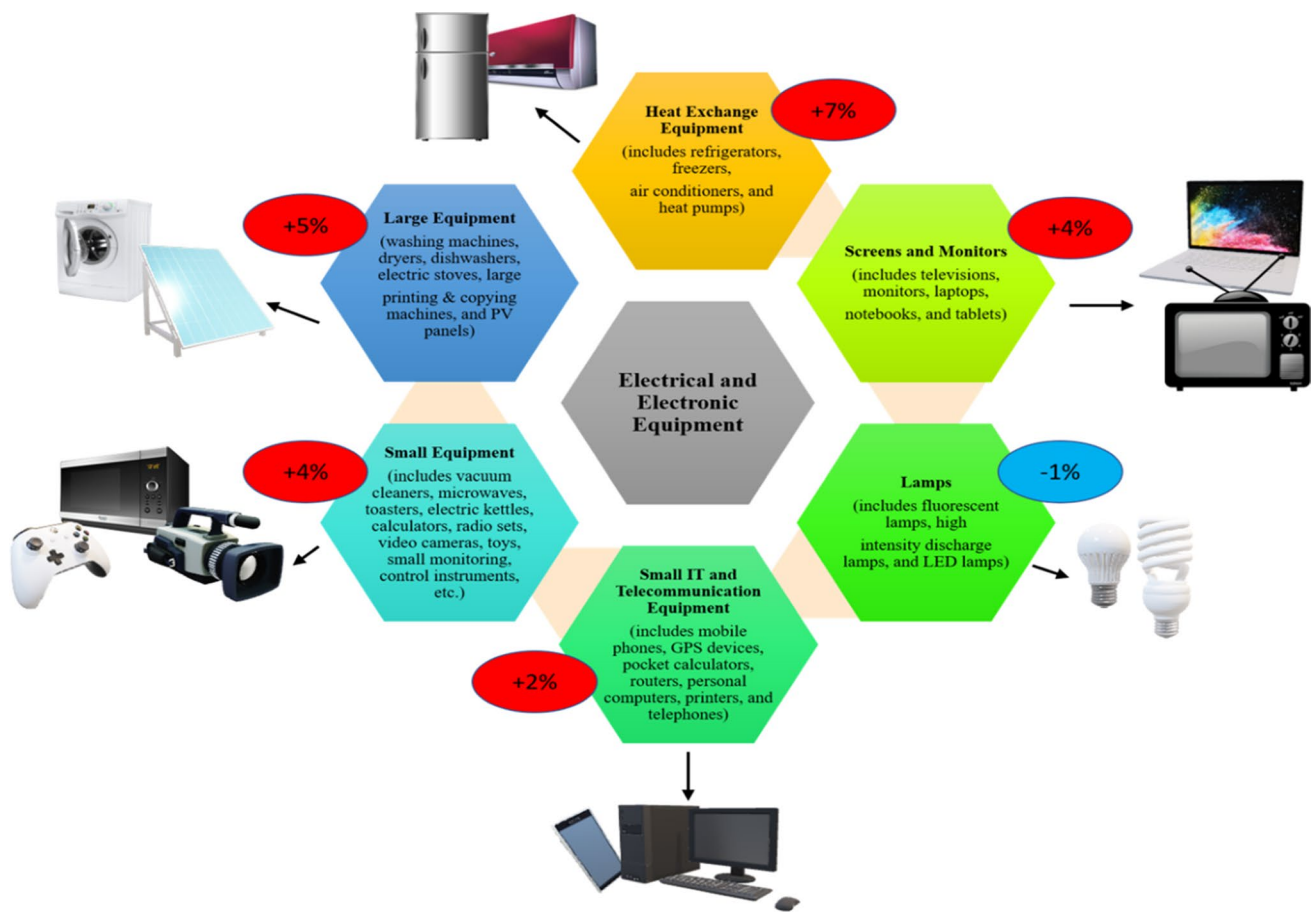 Heat Exchange
Equipment
(includes refrigerators,
freezers,
air conditioners, and
heat pumps)
+7%
Large Equipment
(washing machines,
dryers, dishwashers,
electric stoves, large
printing & copying
machines, and PV
panels)
+5%
Screens and Monitors
(includes televisions,
monitors, laptops,
notebooks, and tablets)
+4%
Electrical and
Electronic
Equipment
Small Equipment
(includes vacuum
cleaners, microwaves,
toasters, electric kettles,
calculators, radio sets,
video cameras, toys,
small monitoring,
control instruments,
etc.)
+4%
Lamps
(includes fluorescent
lamps, high
intensity discharge
lamps, and LED lamps)
-1%
Small IT and
Telecommunication
Equipment
(includes mobile
phones, GPS devices,
pocket calculators,
routers, personal
computers, printers, and
telephones)
+2%